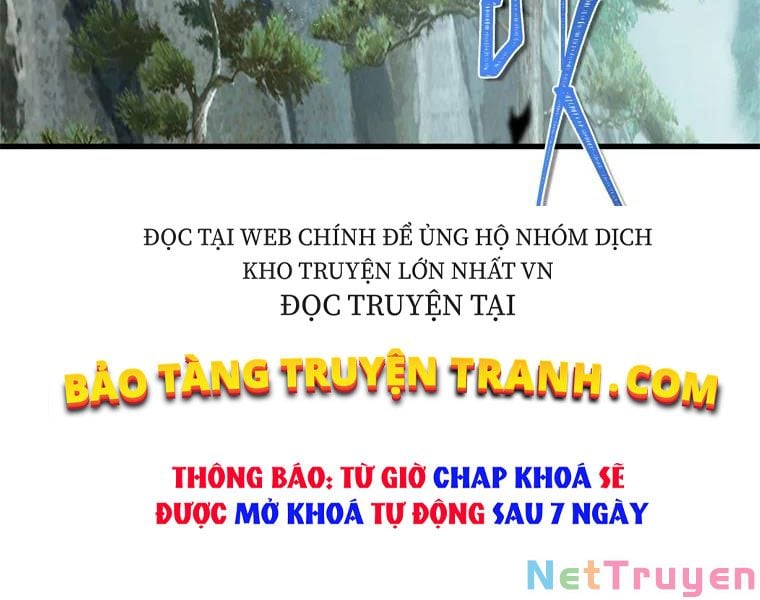 ĐỌC TẠI WEB CHÍNH ĐỂ ỦNG HỘ NHÓM DỊCH
KHO TRUYỆN LỚN NHẤT VN
ĐỌC TRUYỆN TẠI
BẢO TÀNG TRUYỆN TRANH.COM
THÔNG BÁO: TỪ GIỜ CHAP KHOÁ SẼ
ĐƯỢC MỞ KHOÁ TỰ ĐỘNG SAU 7 NGÀY
NetTruyen